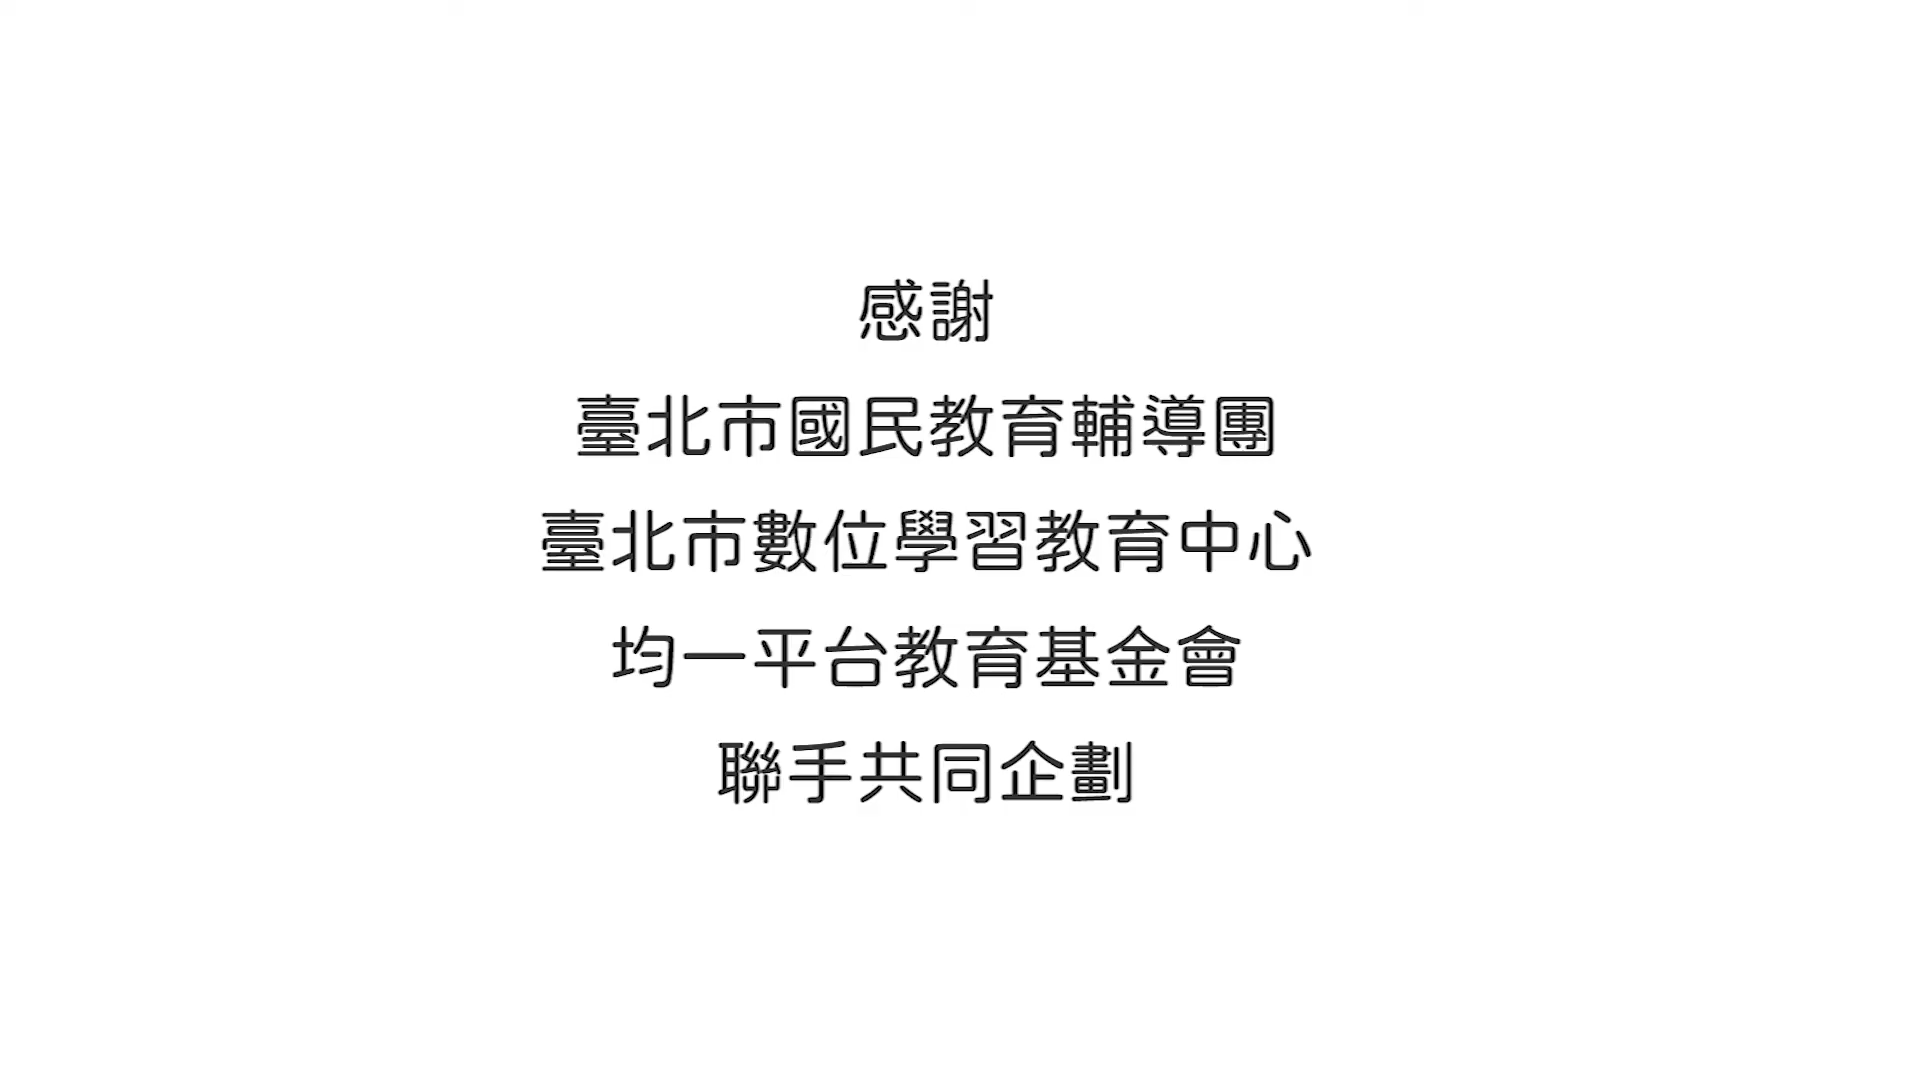 感謝
臺北市國民教育輔導團
臺北市數位學習教育中心
均一平台教育基金會
聯手共同企劃